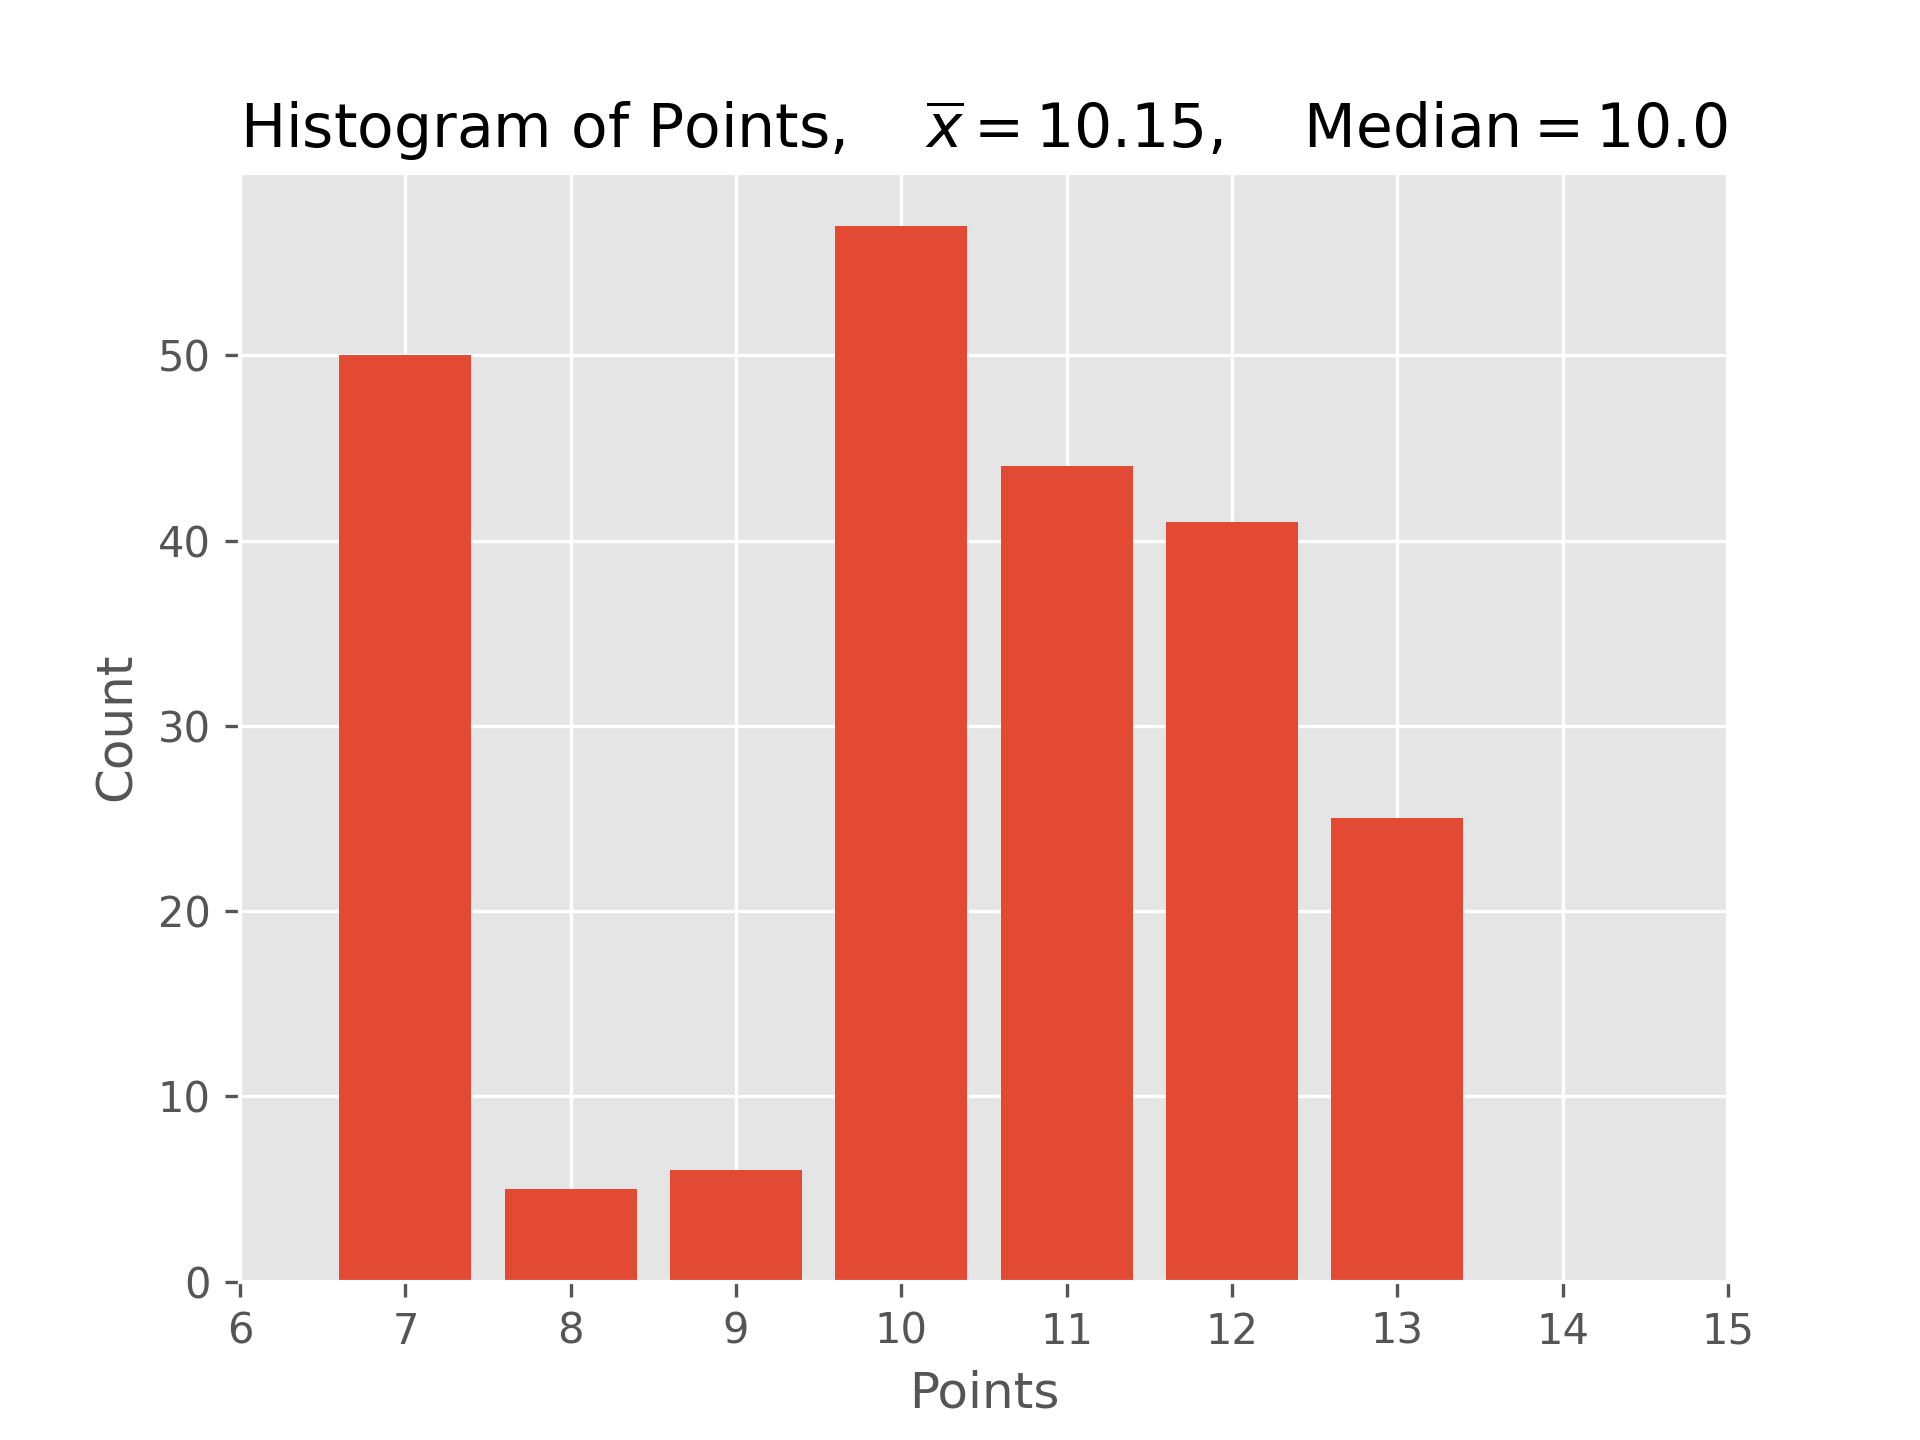 Histogram of Points, x̅ = 10.15, Median = 10.0
50
40
30
20
10
0
Count
6 7 8 9 10 11 12 13 14 15
Points